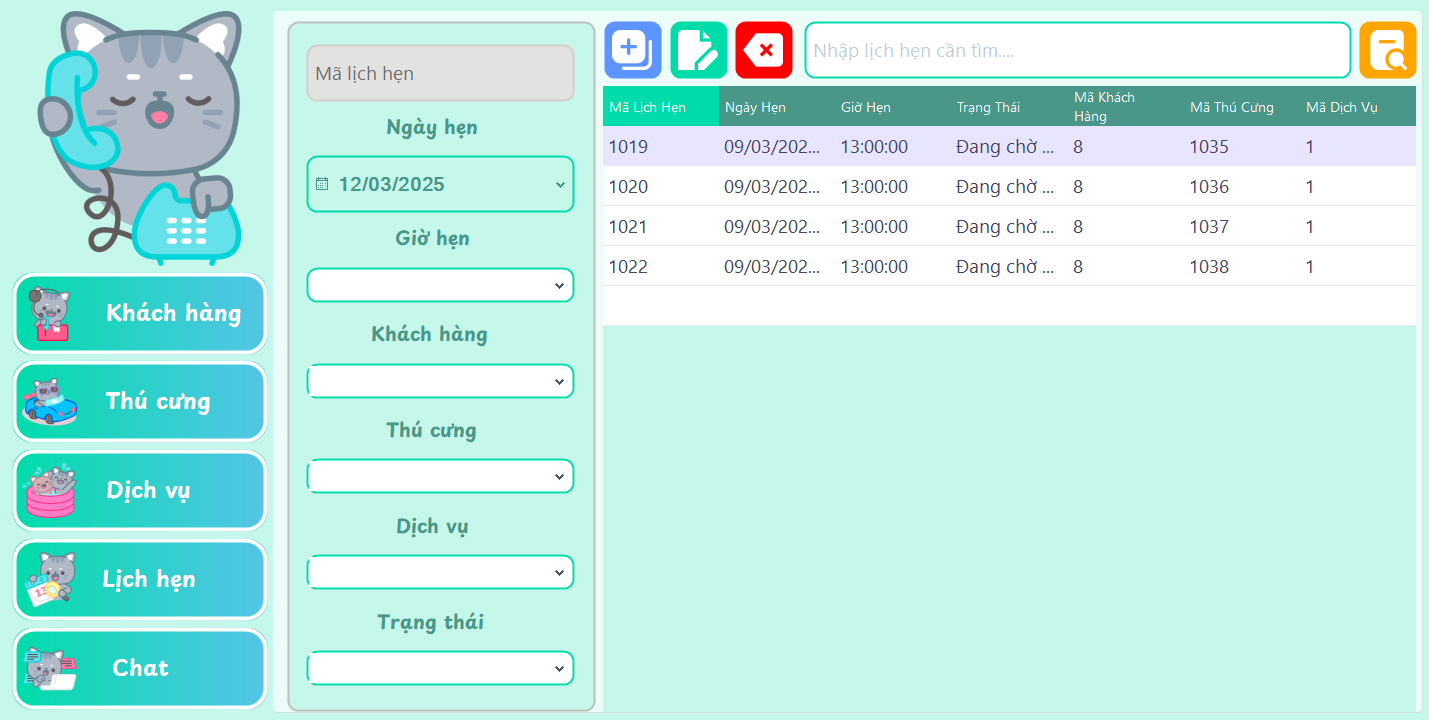 Khách hàng
Thú cưng
Dịch vụ
Lịch hẹn
13
Chat
Mã lịch hẹn
Ngày hẹn
12/03/2025
Giờ hẹn
Khách hàng
Thú cưng
Dịch vụ
Trạng thái
Nhập lịch hẹn cần tìm....
Mã Lịch Hẹn Ngày Hẹn Giờ Hẹn Trạng Thái Mã Khách Hàng Mã Thú Cưng Mã Dịch Vụ
1019 09/03/202... 13:00:00 Đang chờ ... 8 1035 1
1020 09/03/202... 13:00:00 Đang chờ ... 8 1036 1
1021 09/03/202... 13:00:00 Đang chờ ... 8 1037 1
1022 09/03/202... 13:00:00 Đang chờ ... 8 1038 1